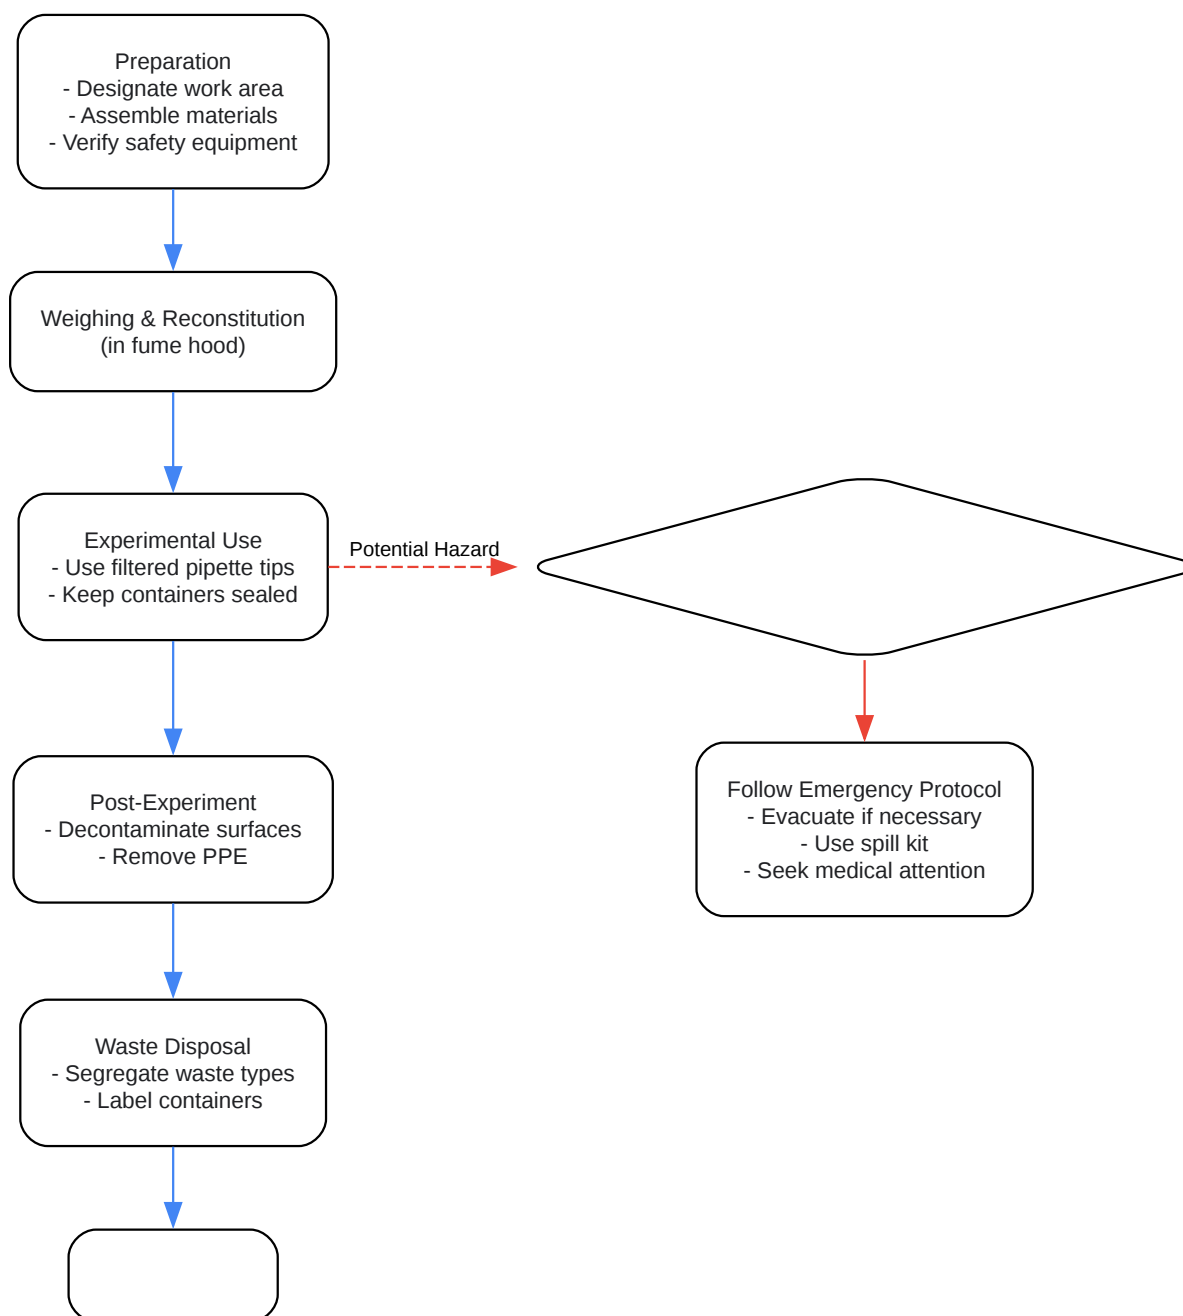 Preparation
- Designate work area
- Assemble materials
- Verify safety equipment
Weighing & Reconstitution
(in fume hood)
Experimental Use
- Use filtered pipette tips
- Keep containers sealed
Potential Hazard
Post-Experiment
- Decontaminate surfaces
- Remove PPE
Follow Emergency Protocol
- Evacuate if necessary
- Use spill kit
- Seek medical attention
Waste Disposal
- Segregate waste types
- Label containers